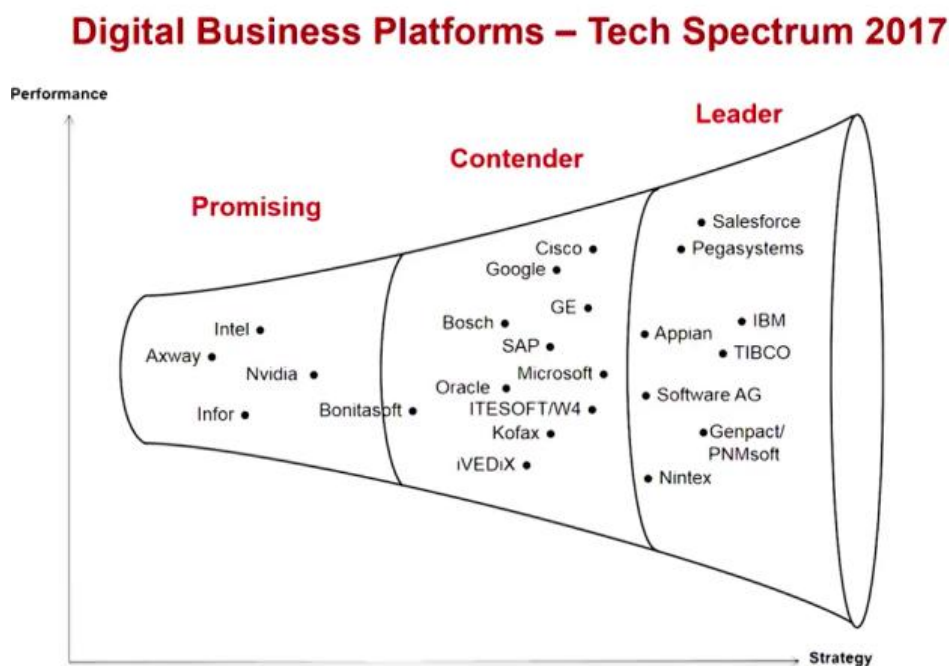 Digital Business Platforms – Tech Spectrum 2017
Performance
Leader
Contender
Promising
Salesforce
Cisco
Pegasystems
Google
GE
IBM
Bosch
Intel
Appian
SAP
TIBCO
Axway
Nvidia
Microsoft
Oracle
Software AG
Infor
Bonitasoft
ITESOFT/W4
Kofax
Genpact/
PNMsoft
iVEDiX
Nintex
Strategy